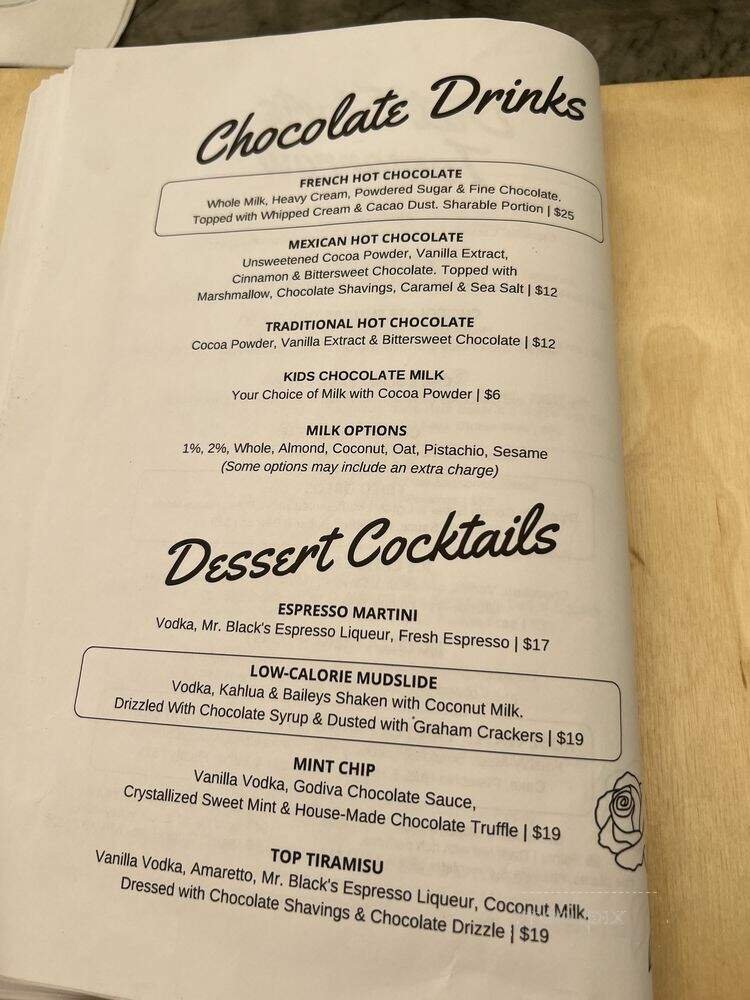 Chocolate Drinks
FRENCH HOT CHOCOLATE
Whole Milk, Heavy Cream, Powdered Sugar & Fine Chocolate.
Topped with Whipped Cream & Cacao Dust. Sharable Portion | $25
MEXICAN HOT CHOCOLATE
Unsweetened Cocoa Powder, Vanilla Extract,
Cinnamon & Bittersweet Chocolate. Topped with
Marshmallow, Chocolate Shavings, Caramel & Sea Salt | $12
TRADITIONAL HOT CHOCOLATE
Cocoa Powder, Vanilla Extract & Bittersweet Chocolate | $12
KIDS CHOCOLATE MILK
Your Choice of Milk with Cocoa Powder | $6
MILK OPTIONS
1%, 2%, Whole, Almond, Coconut, Oat, Pistachio, Sesame
(Some options may include an extra charge)
Dessert Cocktails
ESPRESSO MARTINI
Vodka, Mr. Black's Espresso Liqueur, Fresh Espresso | $17
LOW-CALORIE MUDSLIDE
Vodka, Kahlua & Baileys Shaken with Coconut Milk.
Drizzled With Chocolate Syrup & Dusted with Graham Crackers | $19
MINT CHIP
Vanilla Vodka, Godiva Chocolate Sauce,
Crystallized Sweet Mint & House-Made Chocolate Truffle | $19
TOP TIRAMISU
Vanilla Vodka, Amaretto, Mr. Black's Espresso Liqueur, Coconut Milk.
Dressed with Chocolate Shavings & Chocolate Drizzle | $19